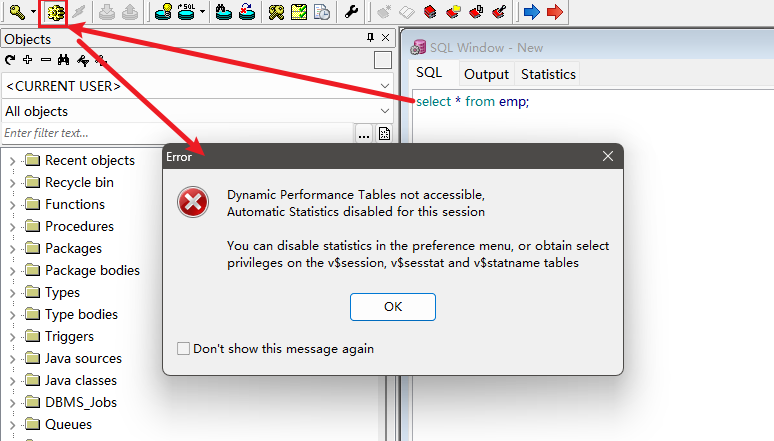 SQL
Objects
SQL Window - New
<CURRENT USER>
SQL Output Statistics
All objects
select * from emp;
Enter filter text...
Recent objects
Recycle bin
Functions
Procedures
Packages
Package bodies
Types
Type bodies
Triggers
Java sources
Java classes
DBMS_Jobs
Queues
Error
Dynamic Performance Tables not accessible,
Automatic Statistics disabled for this session
You can disable statistics in the preference menu, or obtain select
privileges on the v$session, v$sesstat and v$statname tables
OK
Don't show this message again